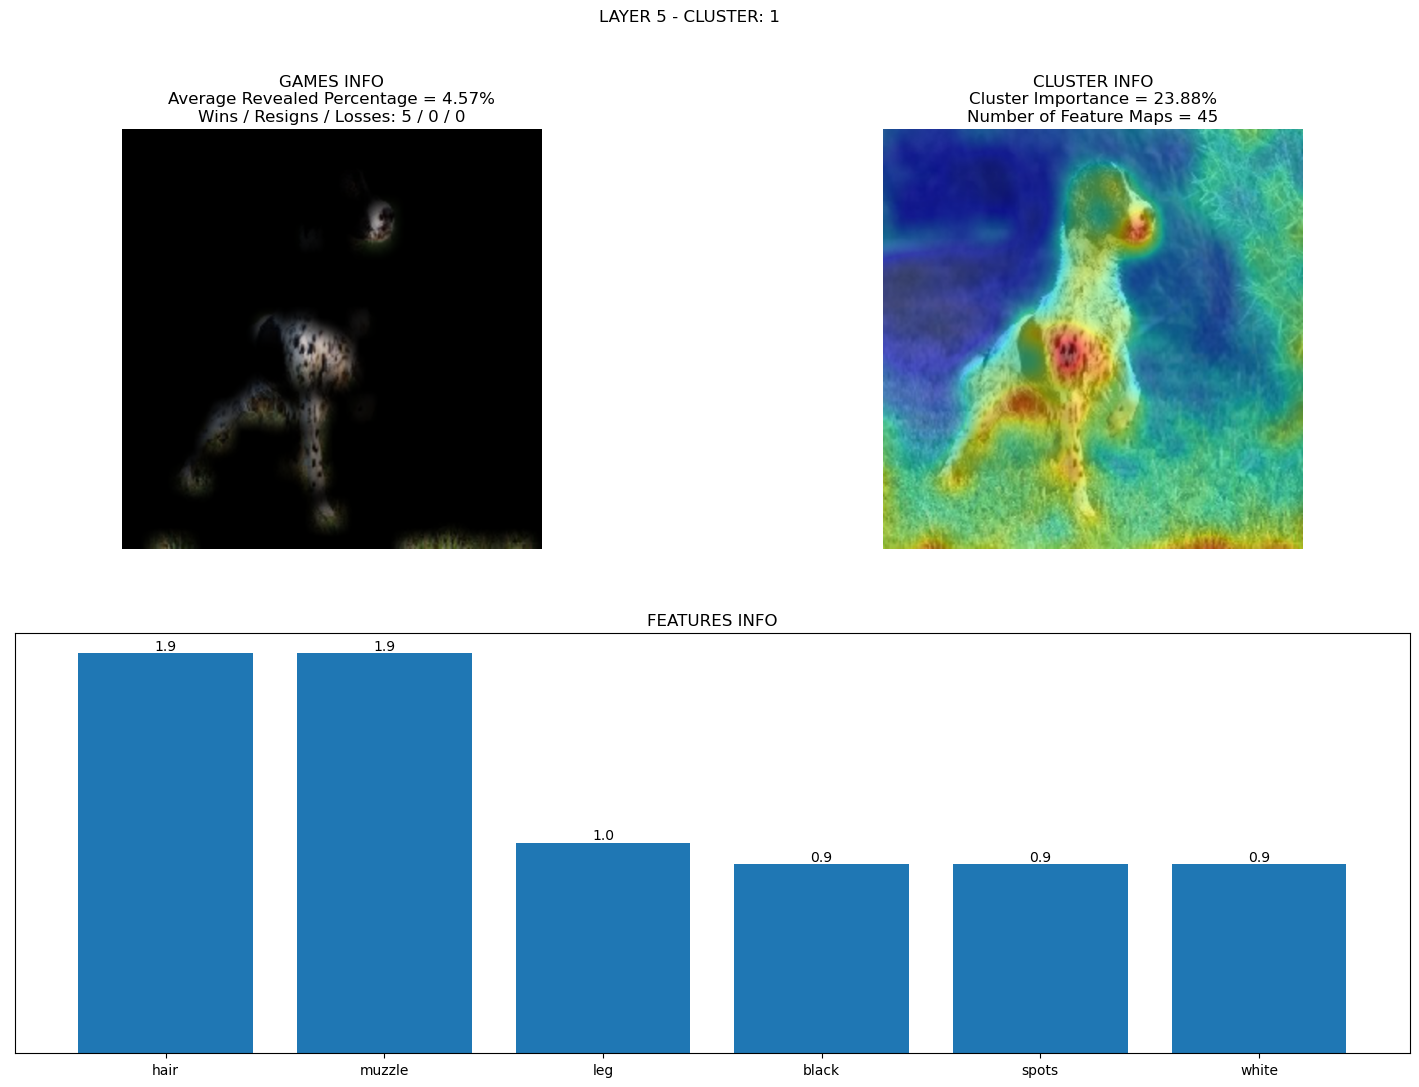 LAYER 5 - CLUSTER: 1
GAMES INFO
Average Revealed Percentage = 4.57%
Wins / Resigns / Losses: 5 / 0 / 0
CLUSTER INFO
Cluster Importance = 23.88%
Number of Feature Maps = 45
FEATURES INFO
1.9 1.9 1.0 0.9 0.9 0.9
hair muzzle leg black spots white